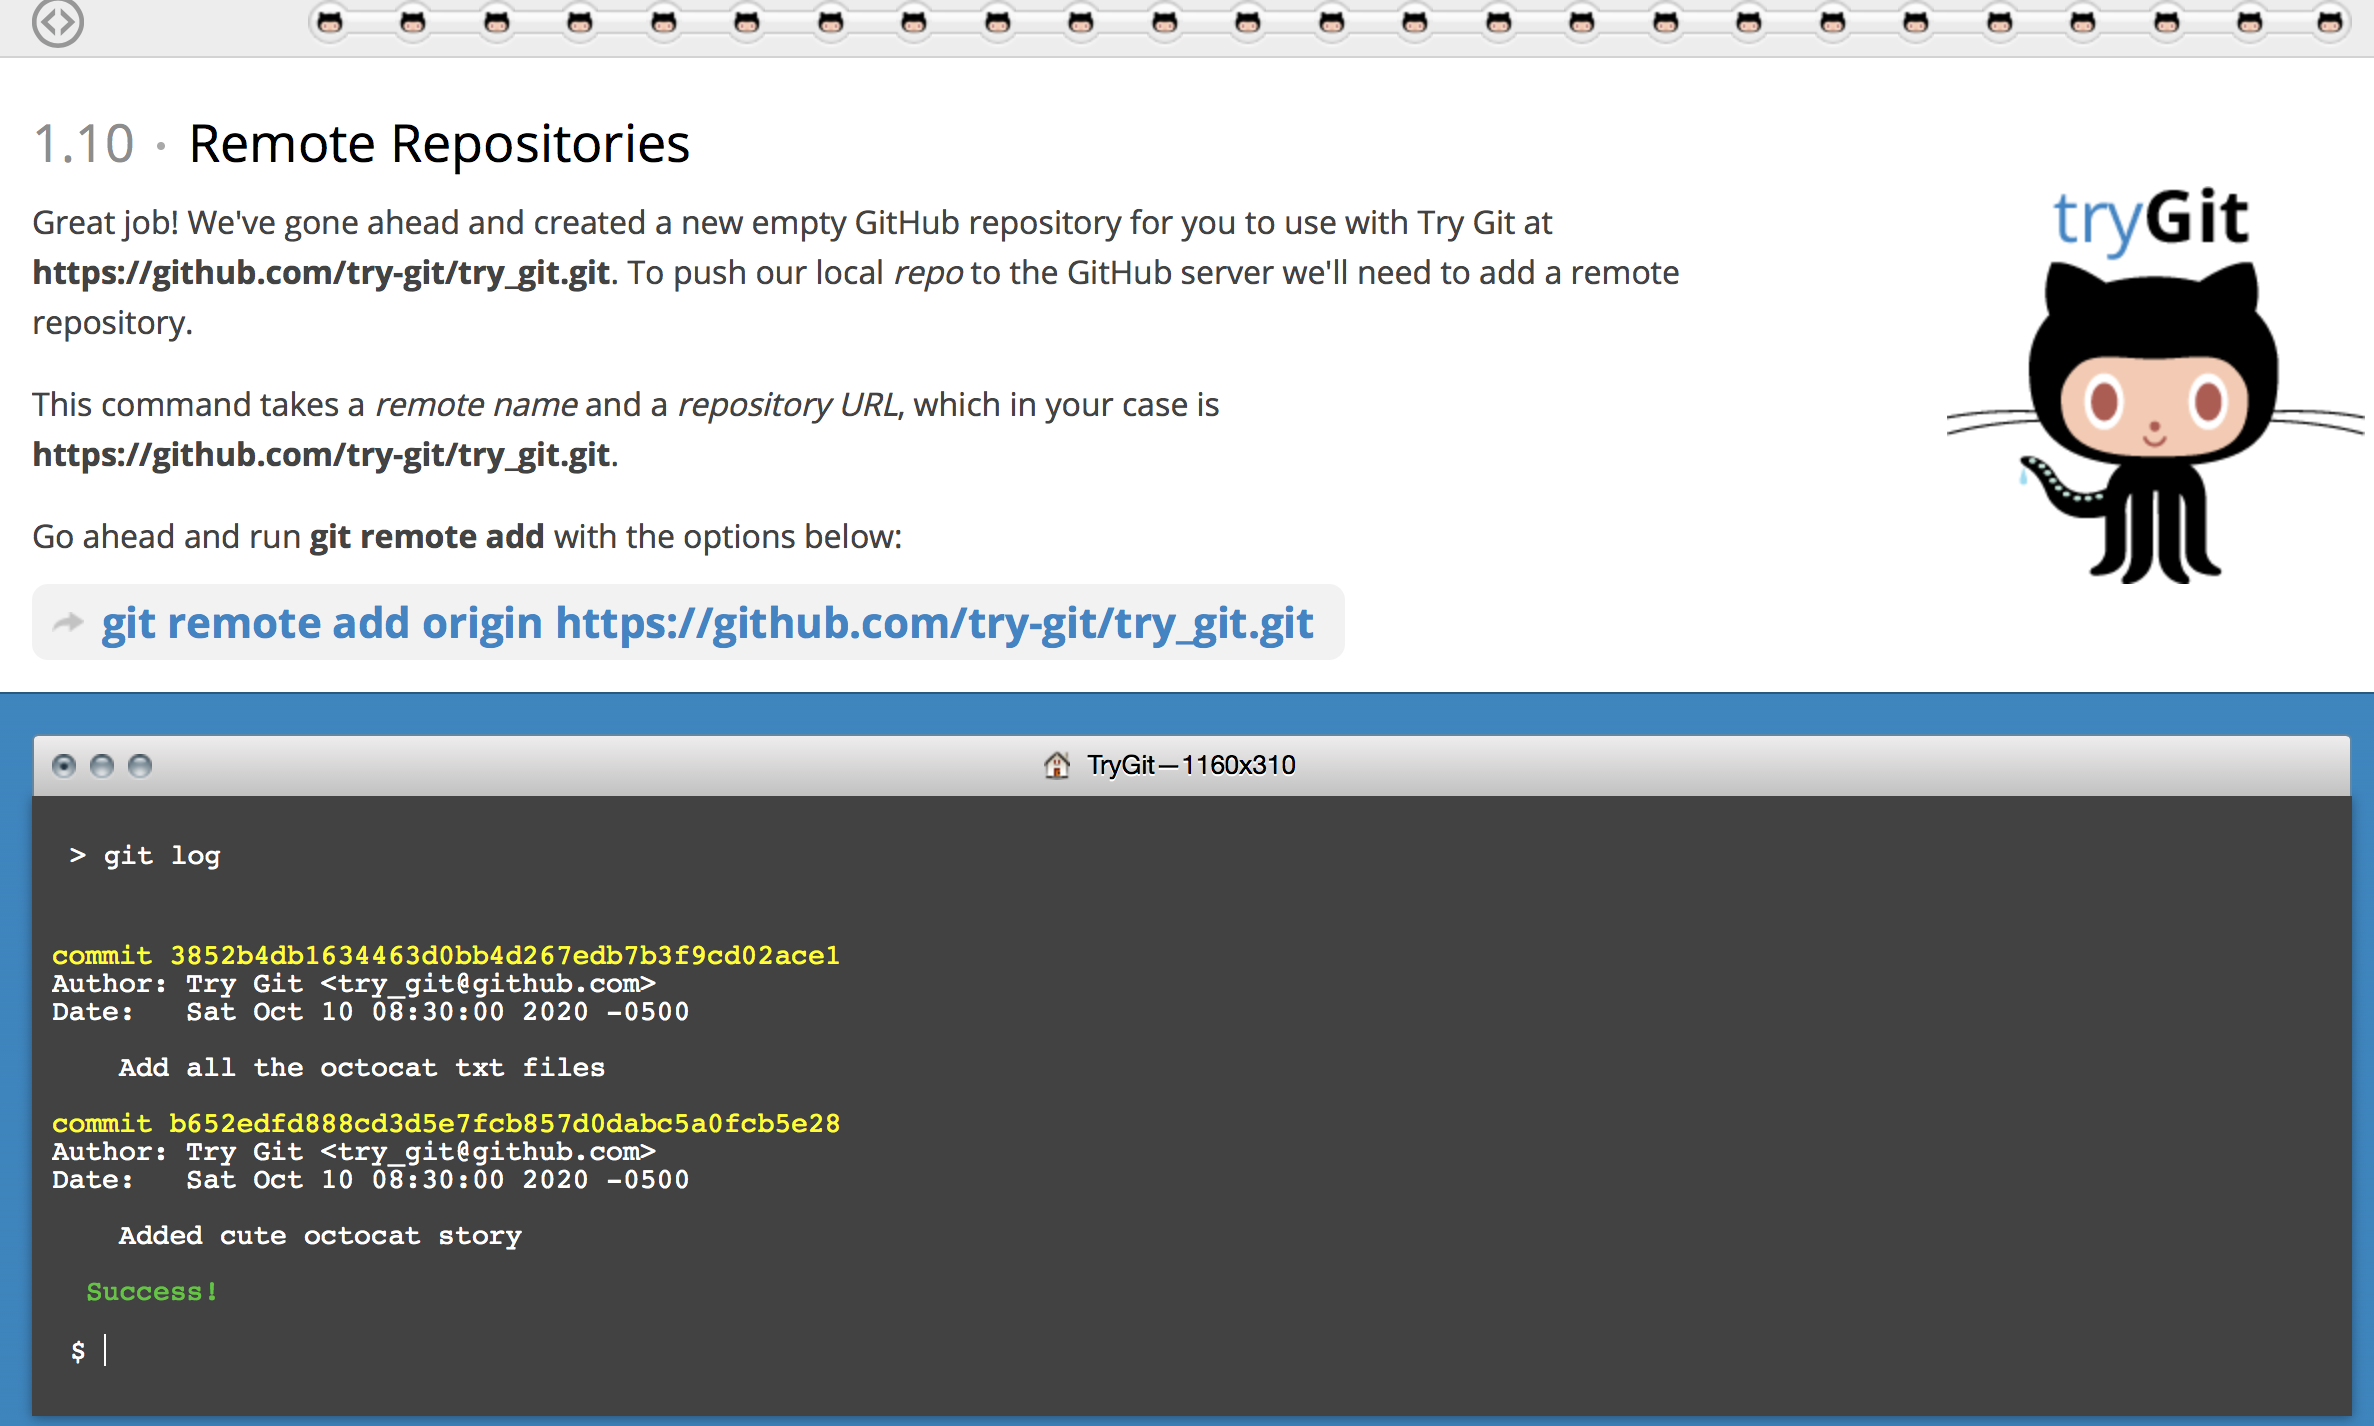 1.10 · Remote Repositories
tryGit
Great job! We've gone ahead and created a new empty GitHub repository for you to use with Try Git at
https://github.com/try-git/try_git.git. To push our local repo to the GitHub server we'll need to add a remote
repository.
This command takes a remote name and a repository URL, which in your case is
https://github.com/try-git/try_git.git.
Go ahead and run git remote add with the options below:
git remote add origin https://github.com/try-git/try_git.git
TryGit—1160x310
> git log
commit 3852b4db1634463d0bb4d267edb7b3f9cd02ace1
Author: Try Git <try_git@github.com>
Date:   Sat Oct 10 08:30:00 2020 -0500
Add all the octocat txt files
commit b652edfd888cd3d5e7fcb857d0dabc5a0fcb5e28
Author: Try Git <try_git@github.com>
Date:   Sat Oct 10 08:30:00 2020 -0500
Added cute octocat story
Success!
$